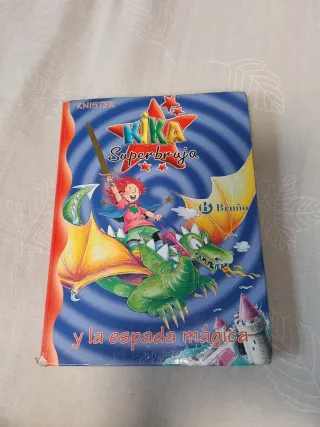 KNISTER
KIKA
Superbruja
Bruño
y la espada mágica